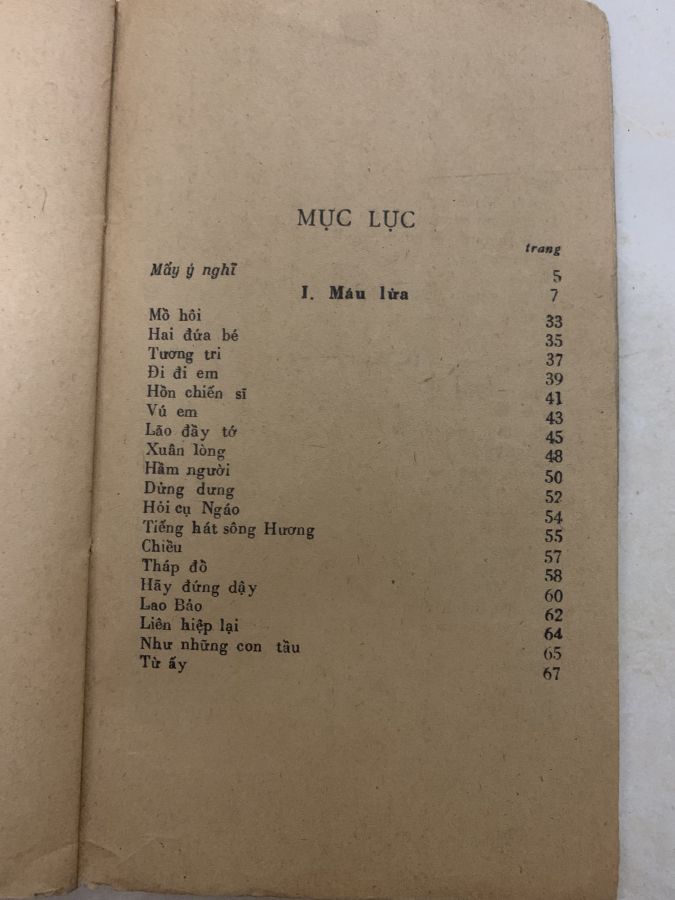 MỤC LỤC
trang
Mấy ý nghĩ 5
I. Máu lửa 7
Mồ hôi 33
Hai đứa bé 35
Tương tri 37
Đi đi em 39
Hồn chiến sĩ 41
Vú em 43
Lão đầy tớ 45
Xuân lòng 48
Hầm người 50
Dửng dưng 52
Hỏi cụ Ngáo 54
Tiếng hát sông Hương 55
Chiều 57
Tháp đổ 58
Hãy đứng dậy 60
Lao Bảo 62
Liên hiệp lại 64
Như những con tầu 65
Từ ấy 67